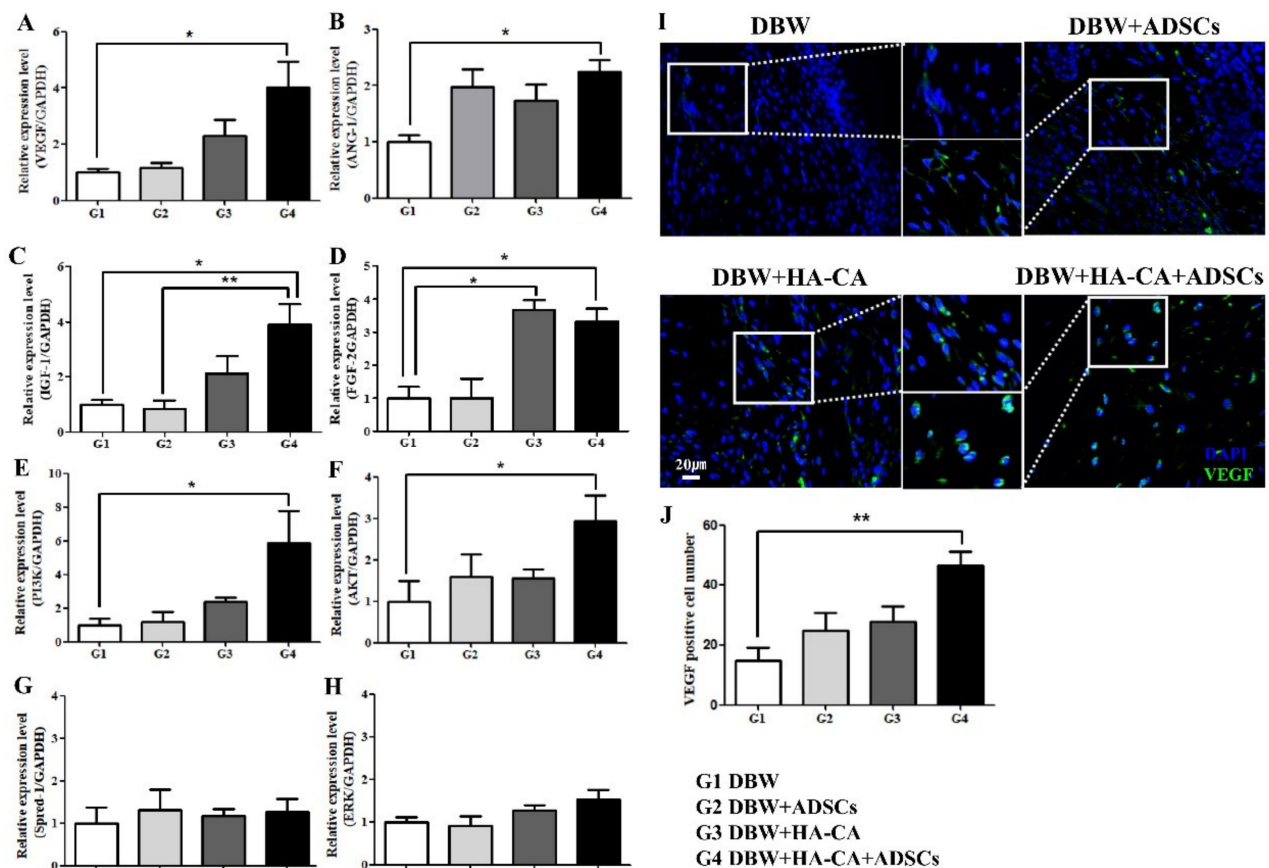 A
Relative expression level
(VEGF/GAPDH)
6
4
2
0
*
G1 G2 G3 G4
B
Relative expression level
(ANG-1/GAPDH)
3
2
1
0
*
G1 G2 G3 G4
C
Relative expression level
(IGF-1/GAPDH)
6
4
2
0
*
**
G1 G2 G3 G4
D
Relative expression level
(FGF-2GAPDH)
5
4
3
2
1
0
*
*
G1 G2 G3 G4
E
Relative expression level
(PI3K/GAPDH)
10
8
6
4
2
0
*
G1 G2 G3 G4
F
Relative expression level
(AKT/GAPDH)
4
3
2
1
0
*
G1 G2 G3 G4
G
Relative expression level
(Spred-1/GAPDH)
4
3
2
1
0
H
Relative expression level
(ERK/GAPDH)
4
3
2
1
0
I
DBW
DBW+ADSCs
DBW+HA-CA
DBW+HA-CA+ADSCs
20μm
DAPI
VEGF
J
VEGF positive cell number
60
40
20
0
**
G1 G2 G3 G4
G1 DBW
G2 DBW+ADSCs
G3 DBW+HA-CA
G4 DBW+HA-CA+ADSCs